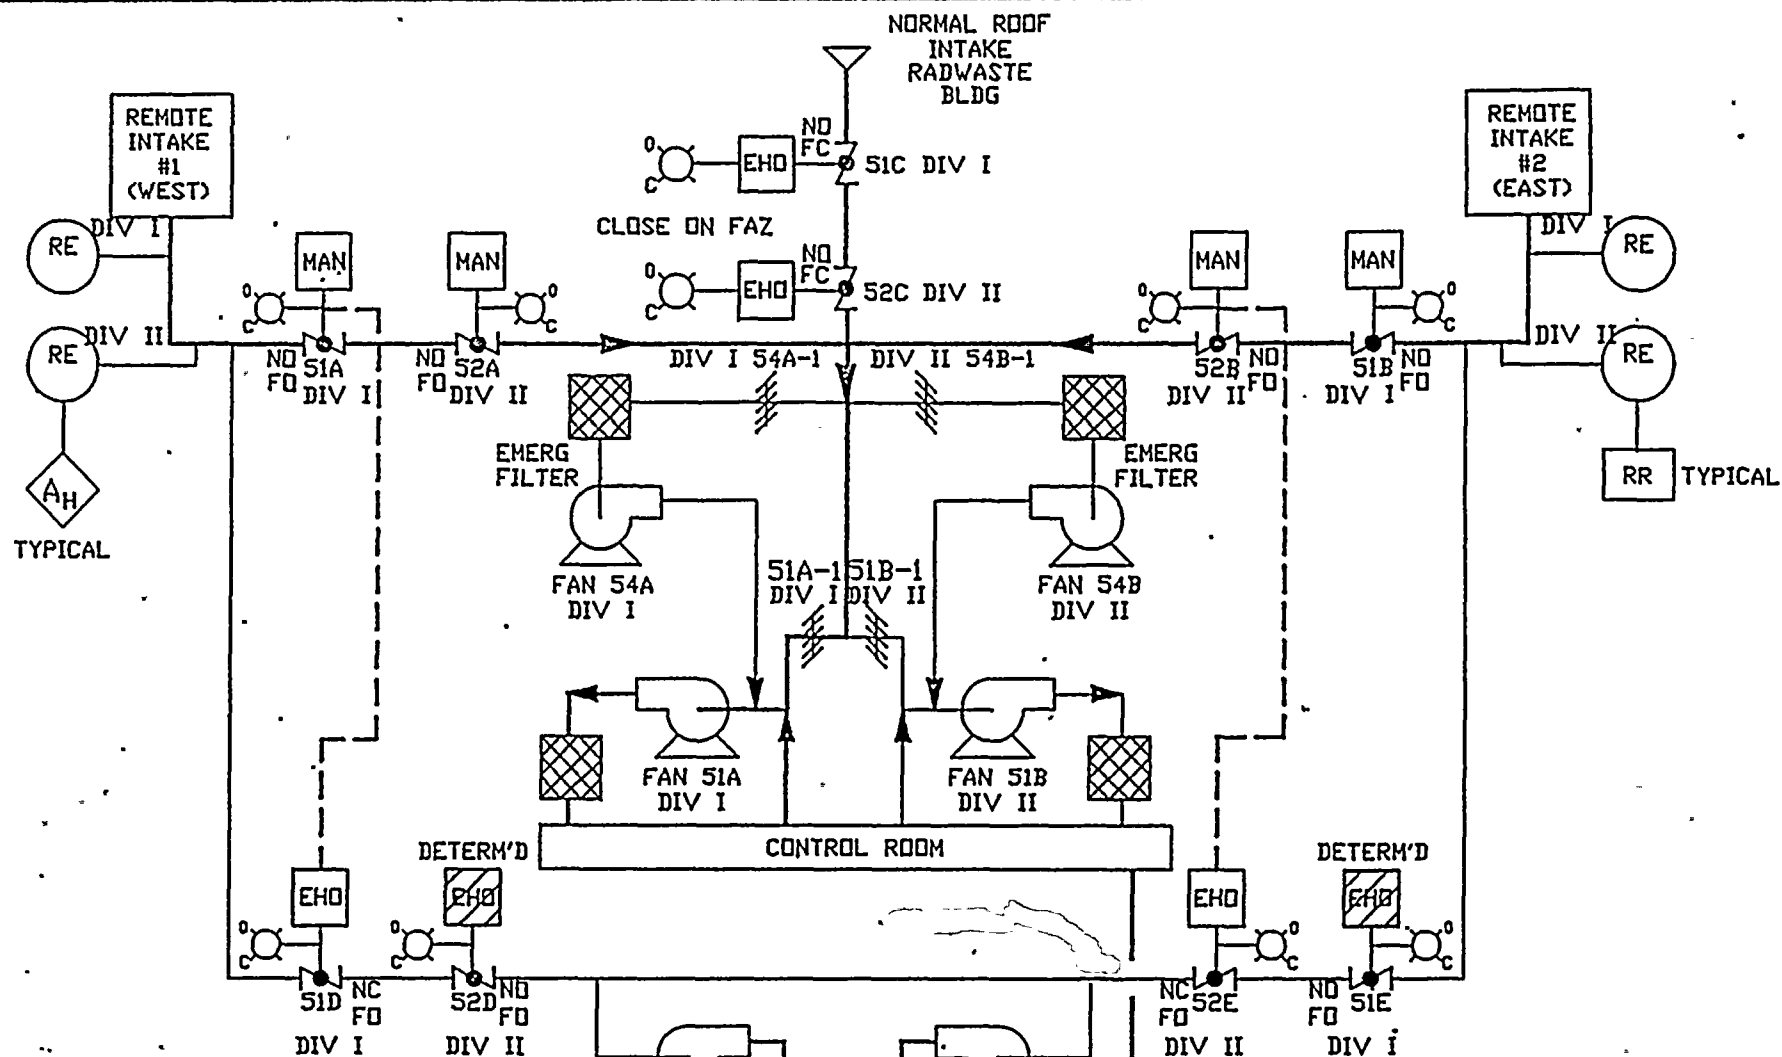 NORMAL ROOF
INTAKE
RADWASTE
BLDG
REMOTE
INTAKE
#1
(WEST)
REMOTE
INTAKE
#2
(EAST)
O
C
EHO
NO
FC
51C DIV I
CLOSE ON FAZ
O
C
EHO
NO
FC
52C DIV II
RE
DIV I
MAN
MAN
MAN
MAN
DIV I
RE
O
C
O
C
O
C
O
C
RE
DIV II
NO
FO
51A
DIV I
NO
FO
52A
DIV II
DIV I 54A-1
DIV II 54B-1
52B
DIV II
NO
FO
51B
DIV I
NO
FO
DIV II
RE
EMERG
FILTER
EMERG
FILTER
AH
TYPICAL
RR
TYPICAL
FAN 54A
DIV I
51A-1
DIV I
51B-1
DIV II
FAN 54B
DIV II
FAN 51A
DIV I
FAN 51B
DIV II
CONTROL ROOM
DETERM'D
DETERM'D
EHO
EHO
EHO
EHO
O
C
O
C
O
C
O
C
51D
NC
FO
DIV I
52D
NO
FO
DIV II
NC
FO
52E
DIV II
NO
FO
51E
DIV I